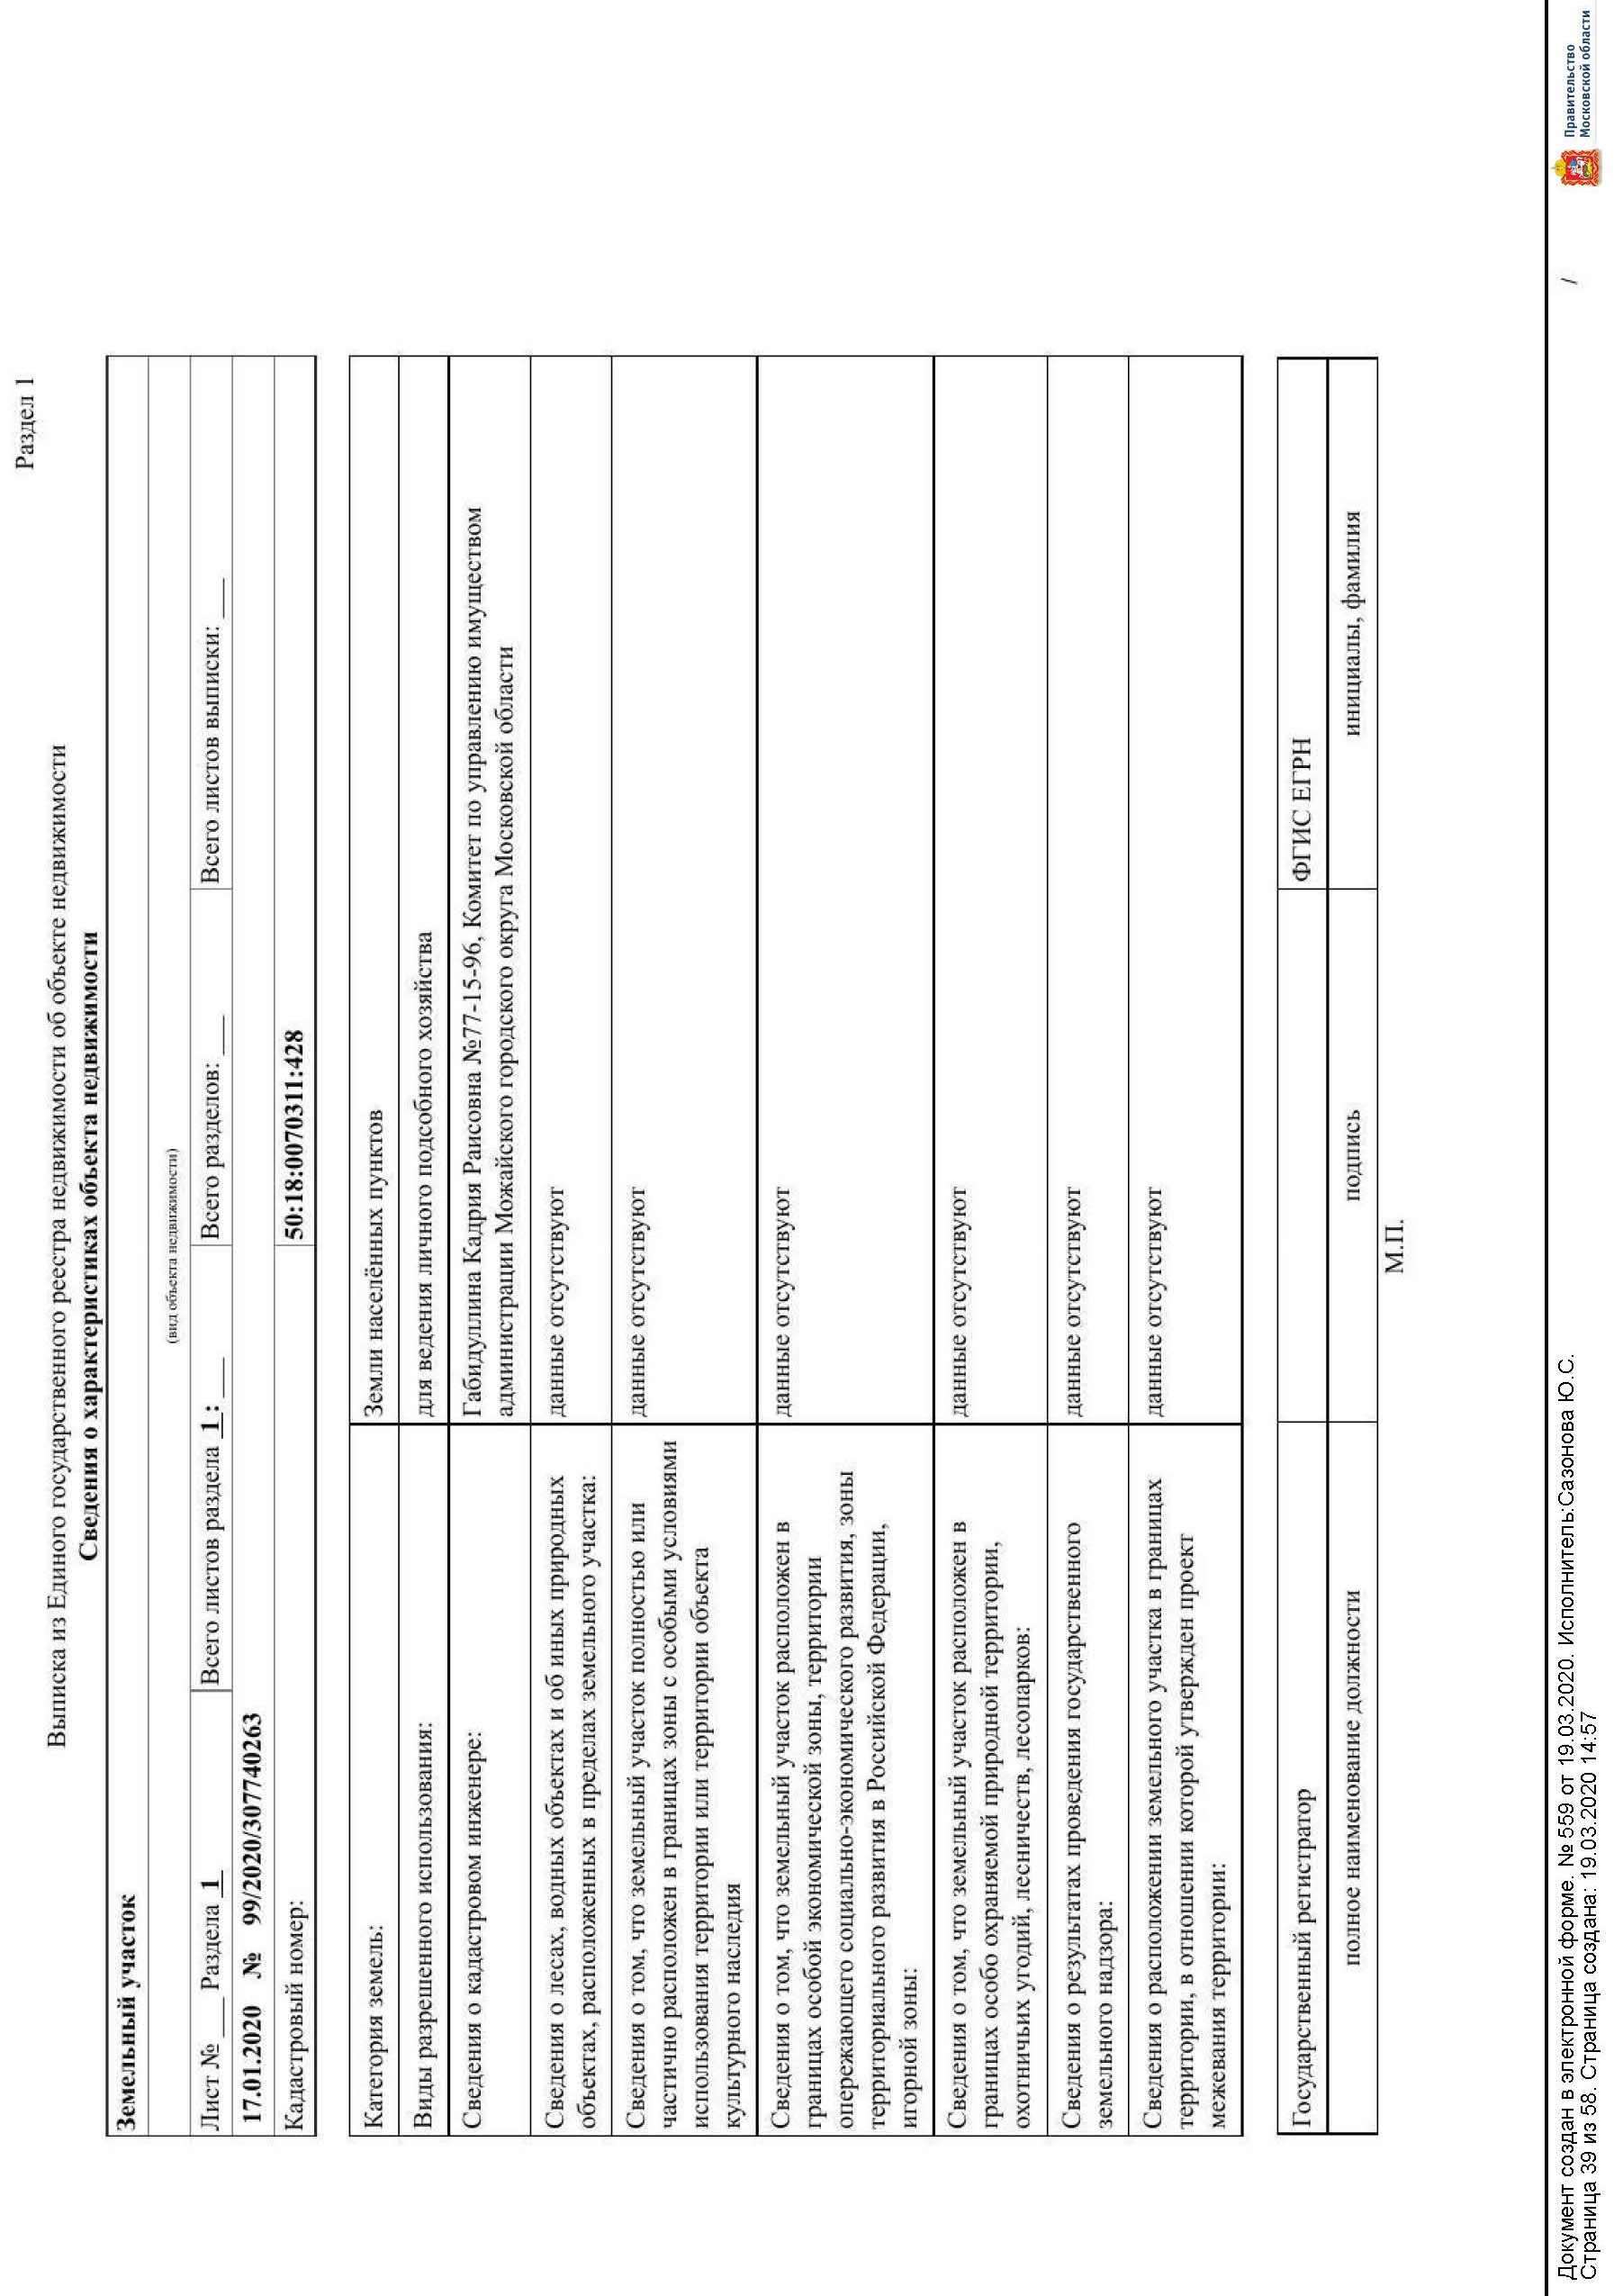 Раздел 1
Выписка из Единого государственного реестра недвижимости об объекте недвижимости
Сведения о характеристиках объекта недвижимости
Земельный участок
(вид объекта недвижимости)
Лист № ___ Раздела 1 Всего листов раздела 1: ___ Всего разделов: ___ Всего листов выписки: ___
17.01.2020 № 99/2020/307740263
Кадастровый номер: 50:18:0070311:428
Категория земель: Земли населённых пунктов
Виды разрешенного использования: для ведения личного подсобного хозяйства
Сведения о кадастровом инженере: Габидуллина Кадрия Раисовна №77-15-96, Комитет по управлению имуществом
администрации Можайского городского округа Московской области
Сведения о лесах, водных объектах и об иных природных
объектах, расположенных в пределах земельного участка:
данные отсутствуют
Сведения о том, что земельный участок полностью или
частично расположен в границах зоны с особыми условиями
использования территории или территории объекта
культурного наследия
данные отсутствуют
Сведения о том, что земельный участок расположен в
границах особой экономической зоны, территории
опережающего социально-экономического развития, зоны
территориального развития в Российской Федерации,
игорной зоны:
данные отсутствуют
Сведения о том, что земельный участок расположен в
границах особо охраняемой природной территории,
охотничьих угодий, лесничеств, лесопарков:
данные отсутствуют
Сведения о результатах проведения государственного
земельного надзора:
данные отсутствуют
Сведения о расположении земельного участка в границах
территории, в отношении которой утвержден проект
межевания территории:
данные отсутствуют
Государственный регистратор ФГИС ЕГРН
полное наименование должности подпись инициалы, фамилия
М.П.
Документ создан в электронной форме. № 559 от 19.03.2020. Исполнитель:Сазонова Ю.С.
Страница 39 из 58. Страница создана: 19.03.2020 14:57
/
Правительство
Московской области